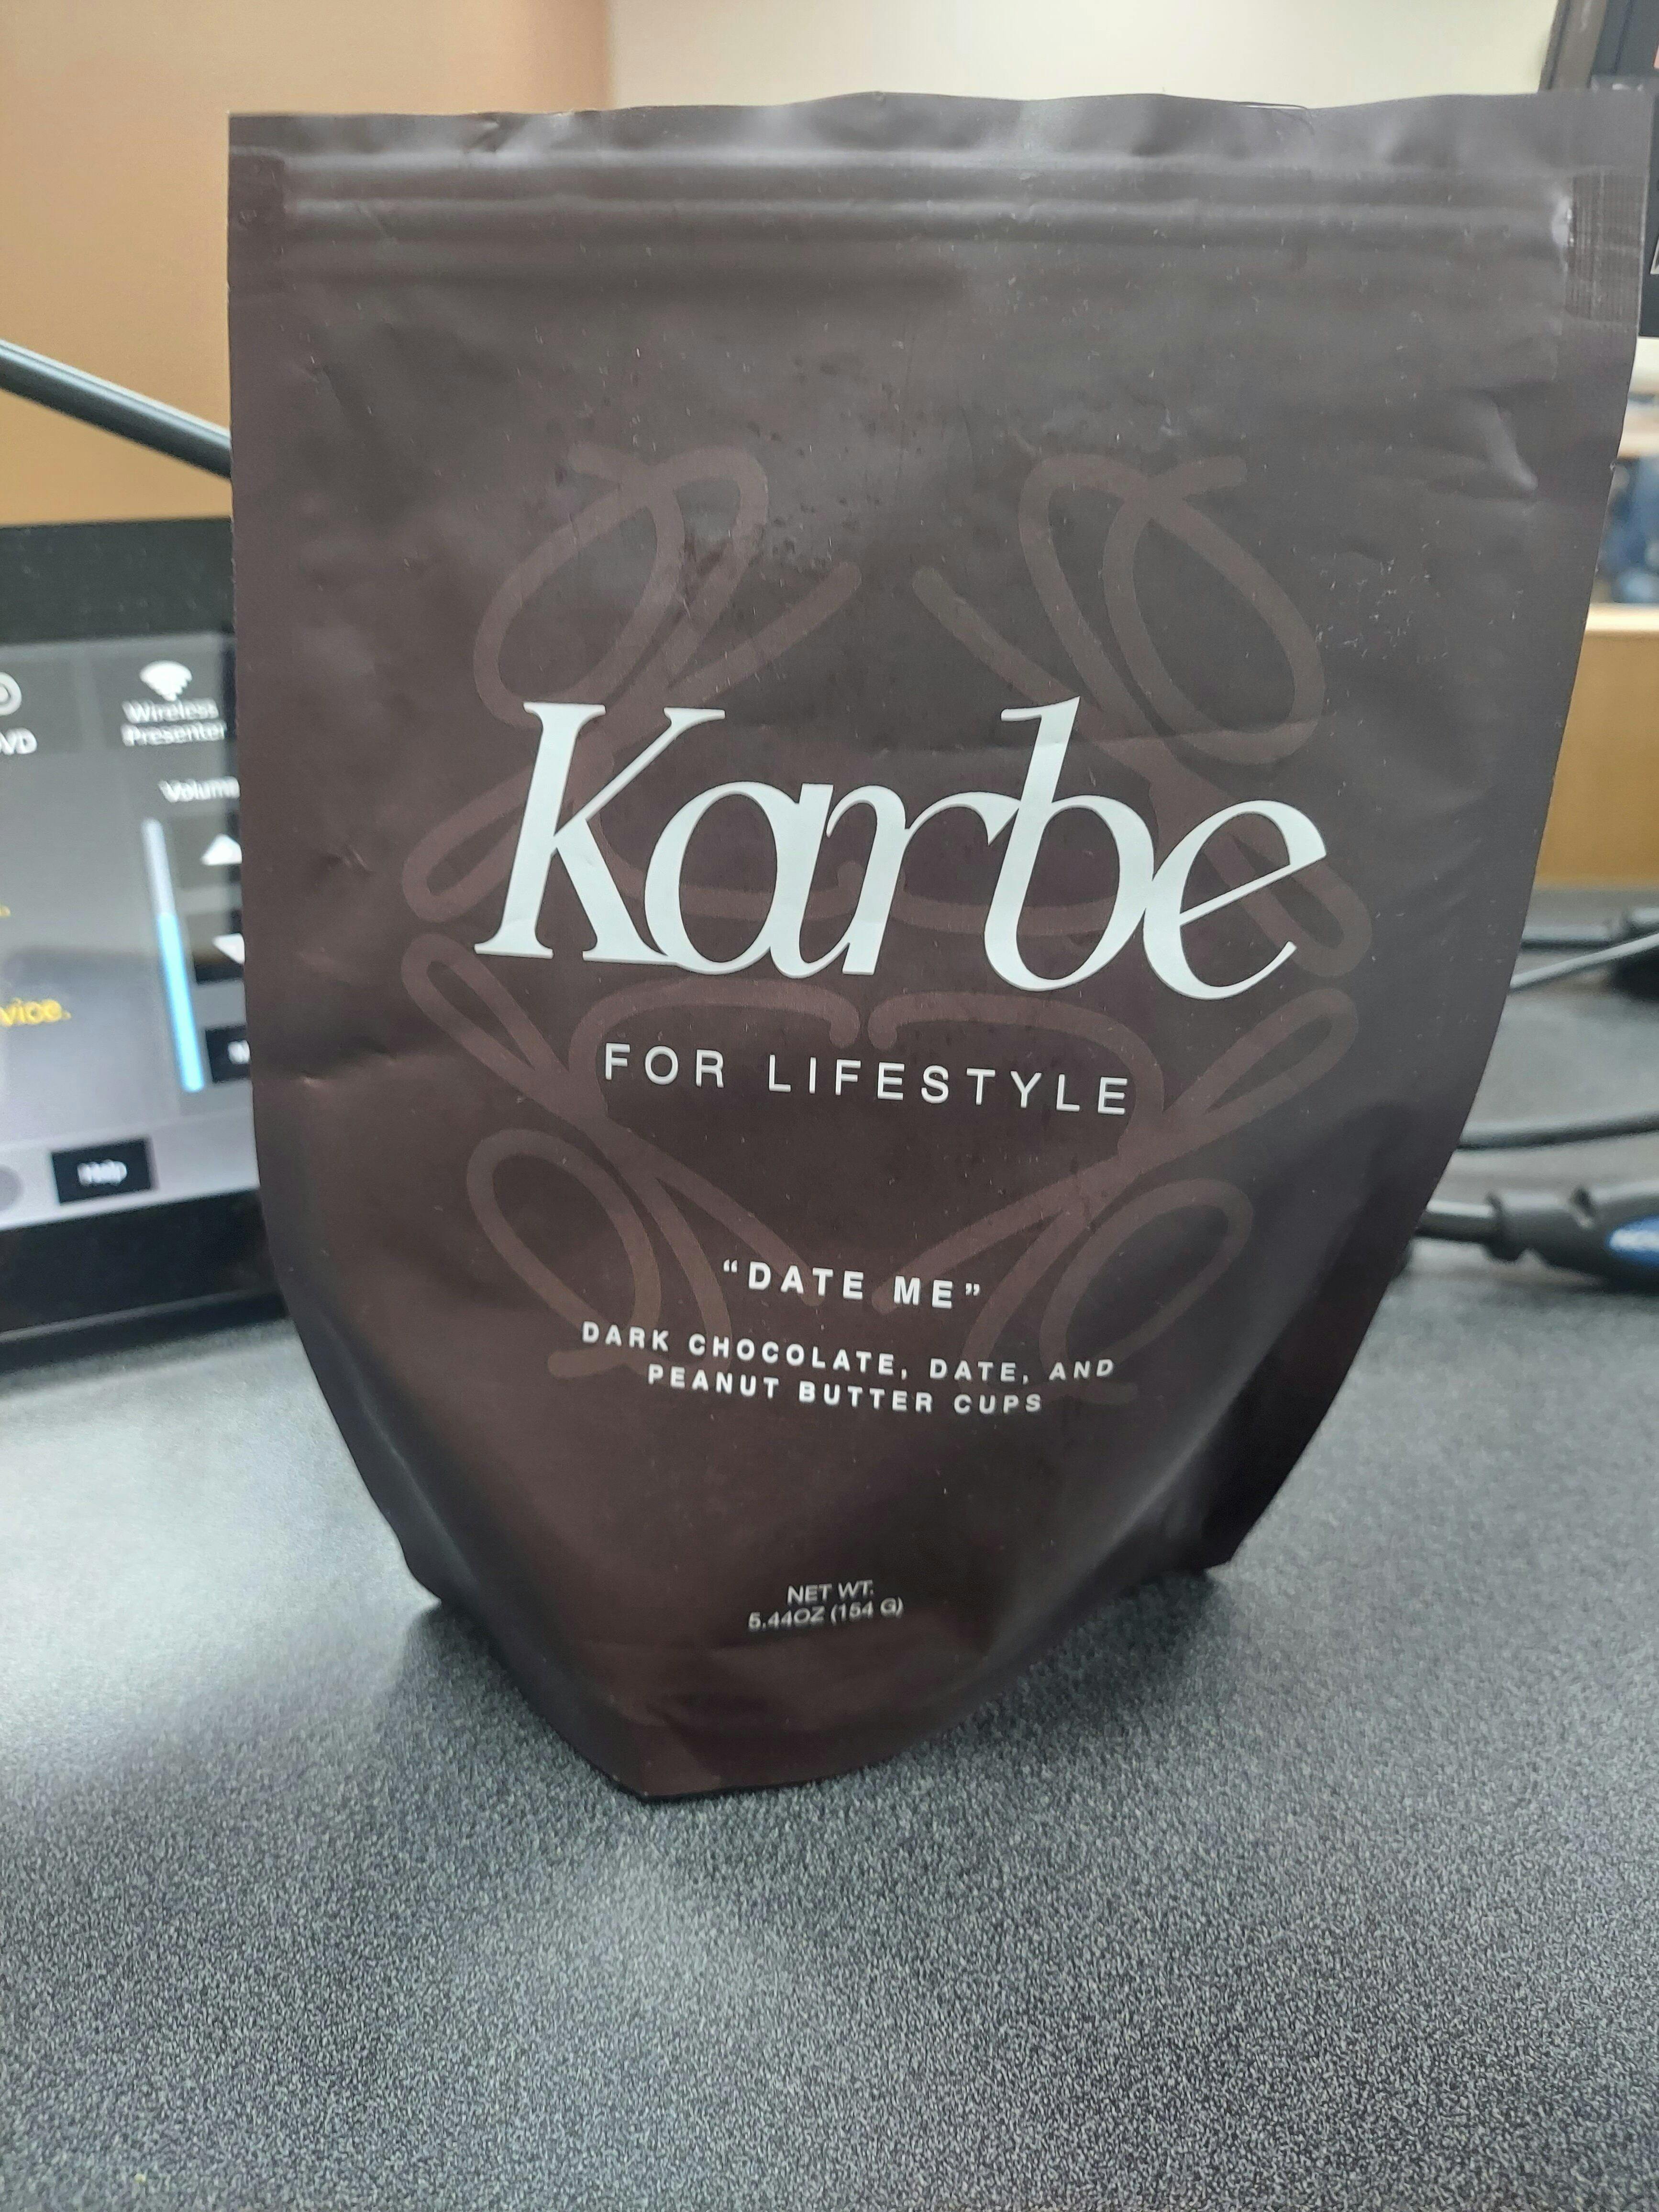 Karbe
FOR LIFESTYLE
“DATE ME”
DARK CHOCOLATE, DATE, AND
PEANUT BUTTER CUPS
NET WT.
5.44OZ (154 G)
Wireless
Presenter
VD
Volume
vice.
Help